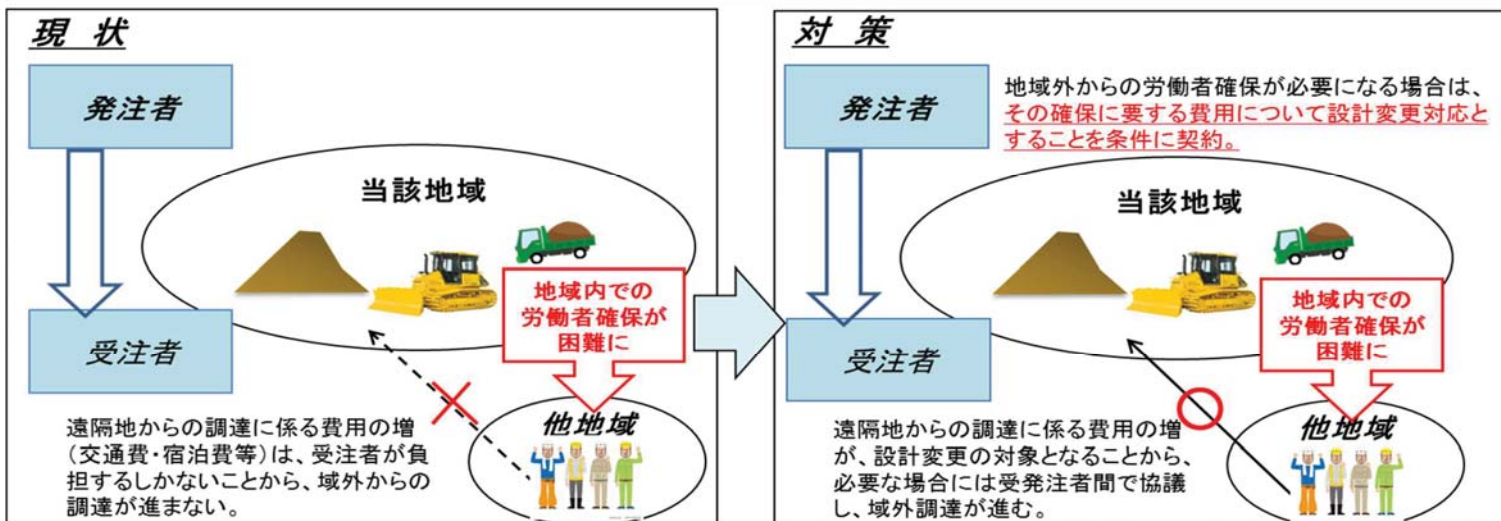 現 状
発注者
当該地域
地域内での
労働者確保が
困難に
受注者
他地域
遠隔地からの調達に係る費用の増
（交通費・宿泊費等）は、受注者が負
担するしかないことから、域外からの
調達が進まない。
対 策
発注者
地域外からの労働者確保が必要になる場合は、
その確保に要する費用について設計変更対応と
することを条件に契約。
当該地域
地域内での
労働者確保が
困難に
受注者
他地域
遠隔地からの調達に係る費用の増
が、設計変更の対象となることから、
必要な場合には受発注者間で協議
し、域外調達が進む。